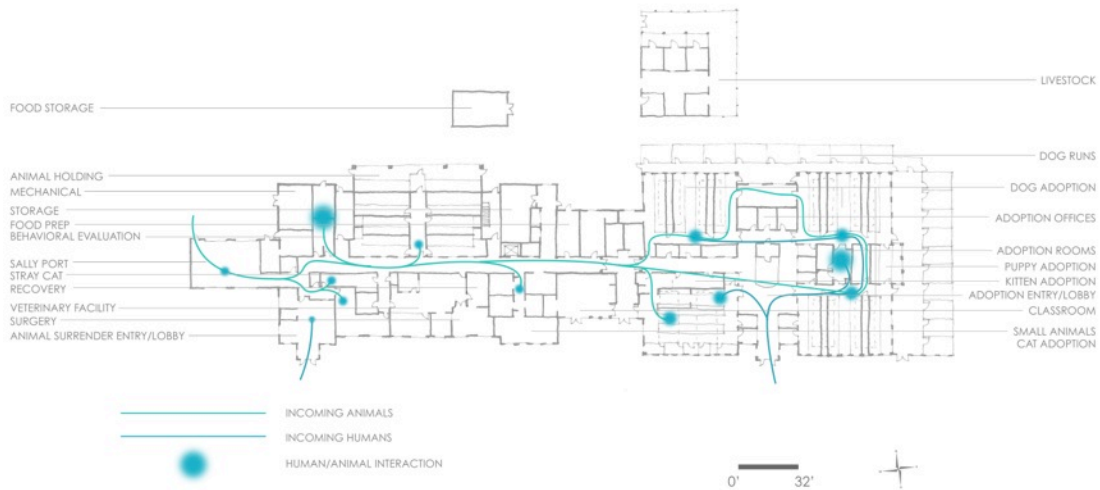 FOOD STORAGE
ANIMAL HOLDING
MECHANICAL
STORAGE
FOOD PREP
BEHAVIORAL EVALUATION
SALLY PORT
STRAY CAT
RECOVERY
VETERINARY FACILITY
SURGERY
ANIMAL SURRENDER ENTRY/LOBBY
LIVESTOCK
DOG RUNS
DOG ADOPTION
ADOPTION OFFICES
ADOPTION ROOMS
PUPPY ADOPTION
KITTEN ADOPTION
ADOPTION ENTRY/LOBBY
CLASSROOM
SMALL ANIMALS
CAT ADOPTION
INCOMING ANIMALS
INCOMING HUMANS
HUMAN/ANIMAL INTERACTION
0' 32'